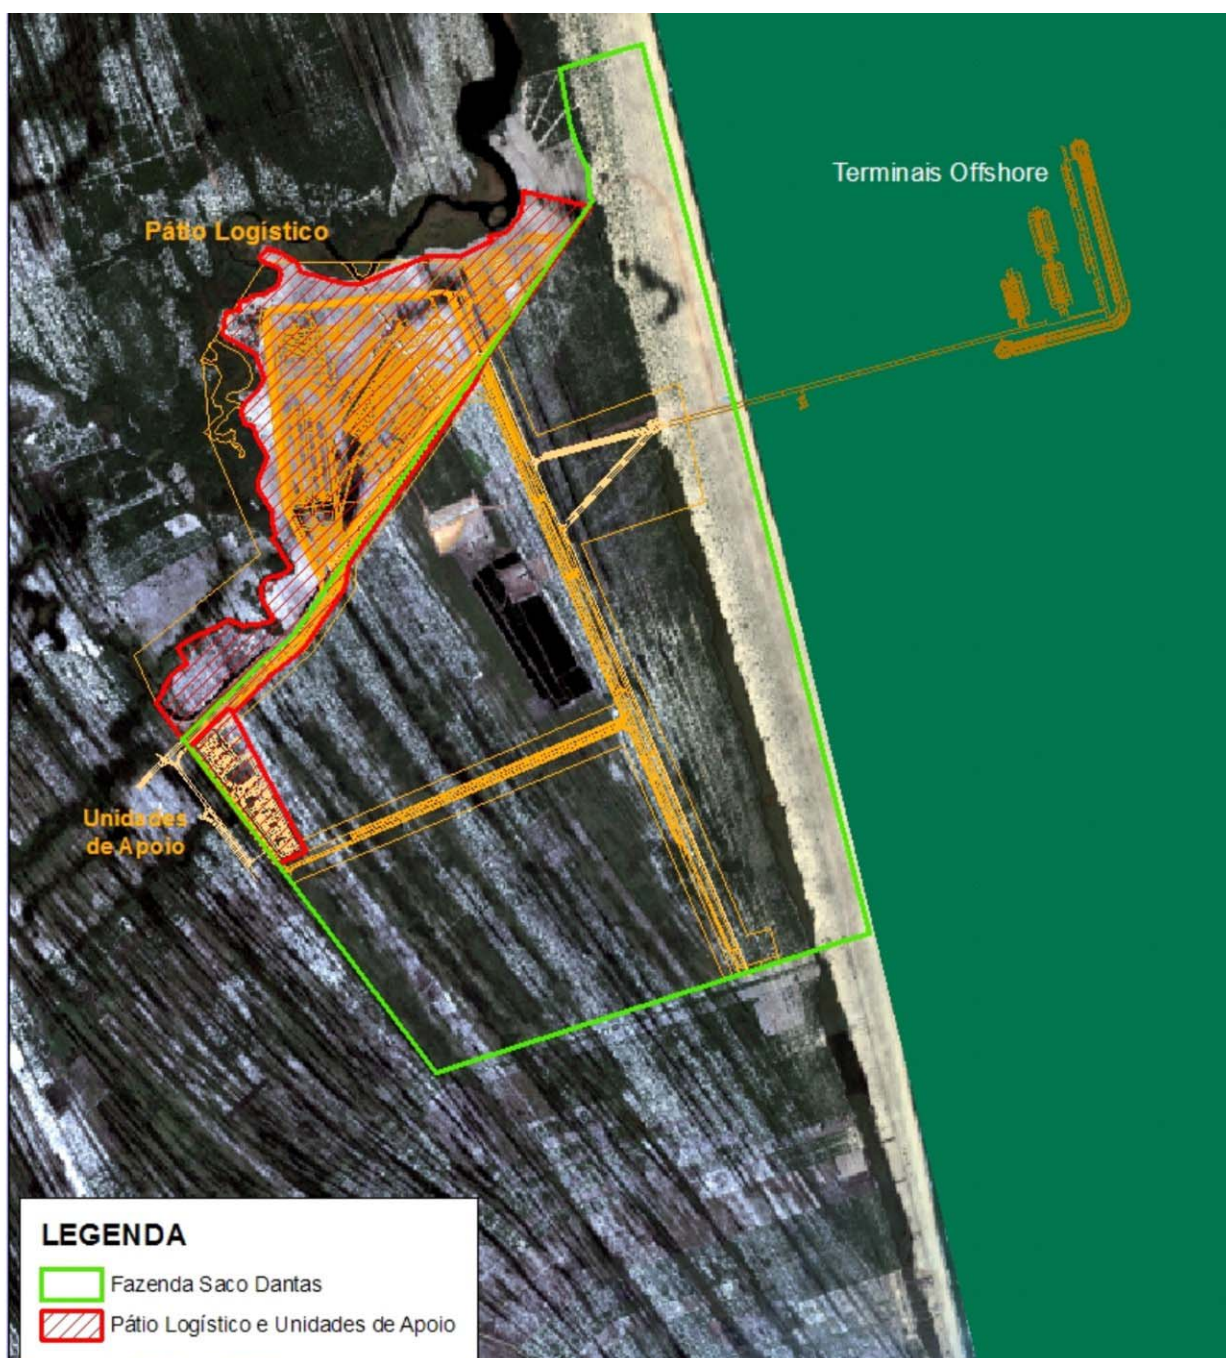 Terminais Offshore
Pátio Logístico
Unidades
de Apoio
LEGENDA
Fazenda Saco Dantas
Pátio Logístico e Unidades de Apoio